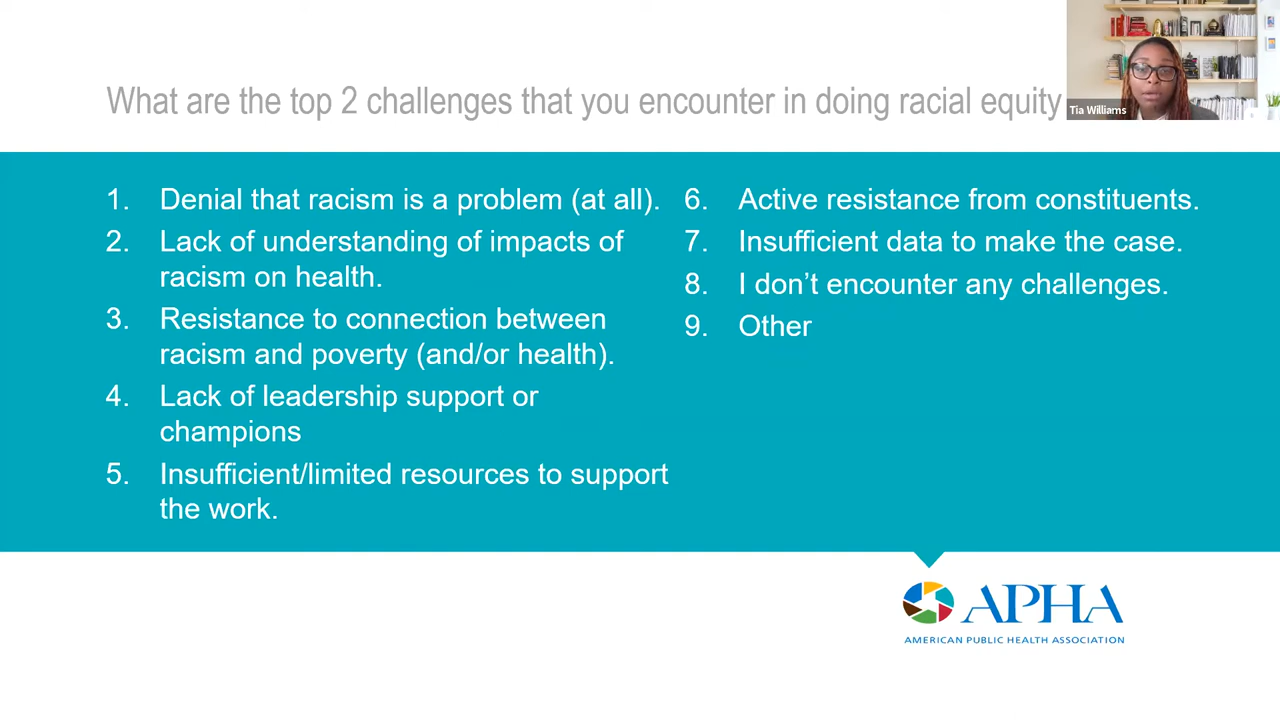 What are the top 2 challenges that you encounter in doing racial equity
Tia Williams
1. Denial that racism is a problem (at all).
2. Lack of understanding of impacts of
racism on health.
3. Resistance to connection between
racism and poverty (and/or health).
4. Lack of leadership support or
champions
5. Insufficient/limited resources to support
the work.
6. Active resistance from constituents.
7. Insufficient data to make the case.
8. I don’t encounter any challenges.
9. Other
APHA
AMERICAN PUBLIC HEALTH ASSOCIATION